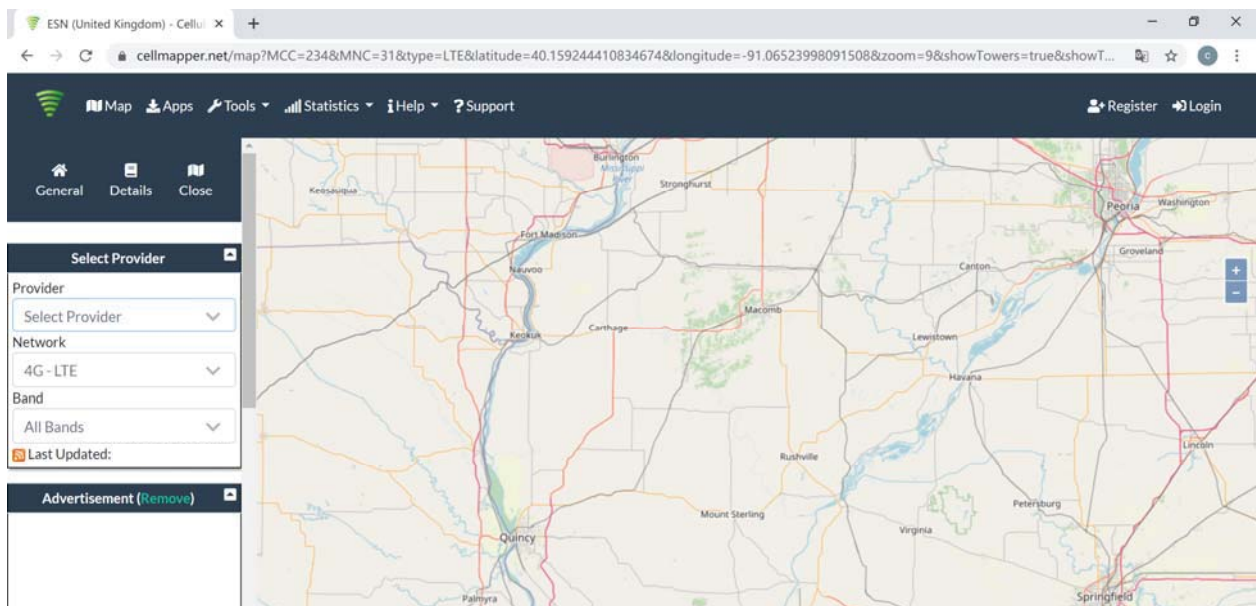 ESN (United Kingdom) - Cellul
cellmapper.net/map?MCC=234&MNC=31&type=LTE&latitude=40.159244410834674&longitude=-91.06523998091508&zoom=9&showTowers=true&showT...
Map Apps Tools Statistics Help Support
Register Login
General Details Close
Select Provider
Provider
Select Provider
Network
4G - LTE
Band
All Bands
Last Updated:
Advertisement (Remove)
Burlington
Mississippi
River
Keosauqua
Stronghurst
Peoria
Washington
Fort Madison
Groveland
Nauvoo
Canton
Macomb
Keokuk
Carthage
Lewistown
Havana
Lincoln
Rushville
Petersburg
Mount Sterling
Virginia
Quincy
Palmyra
Springfield